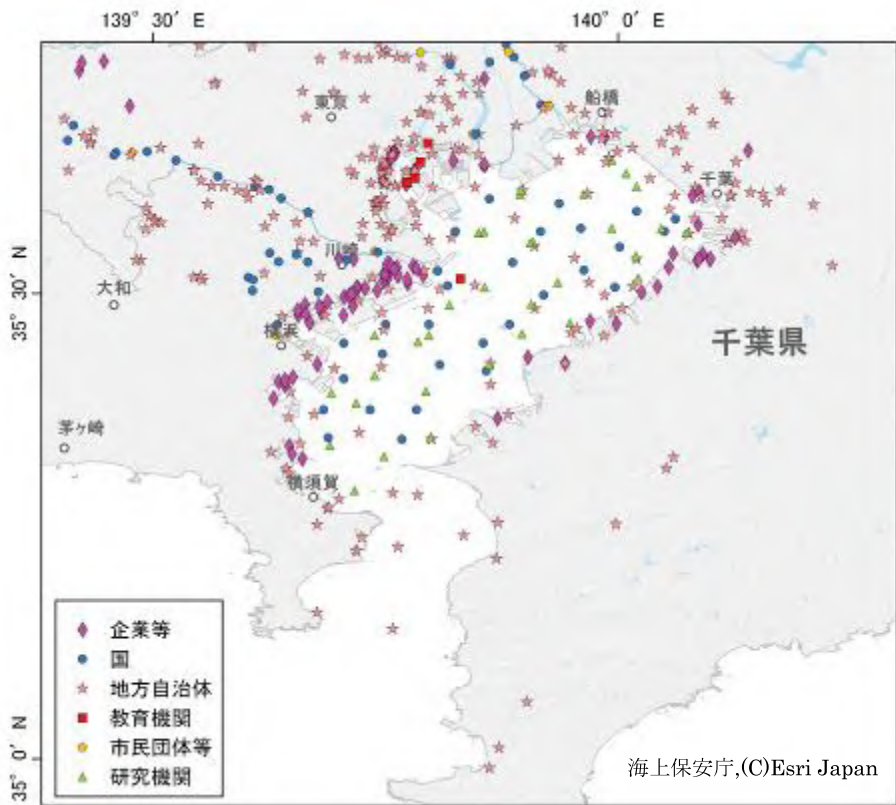 139° 30′ E
140° 0′ E
船橋
東京
千葉
川崎
35° 30′ N
大和
横浜
千葉県
茅ヶ崎
横須賀
企業等
国
地方自治体
教育機関
市民団体等
研究機関
35° 0′ N
海上保安庁,(C)Esri Japan